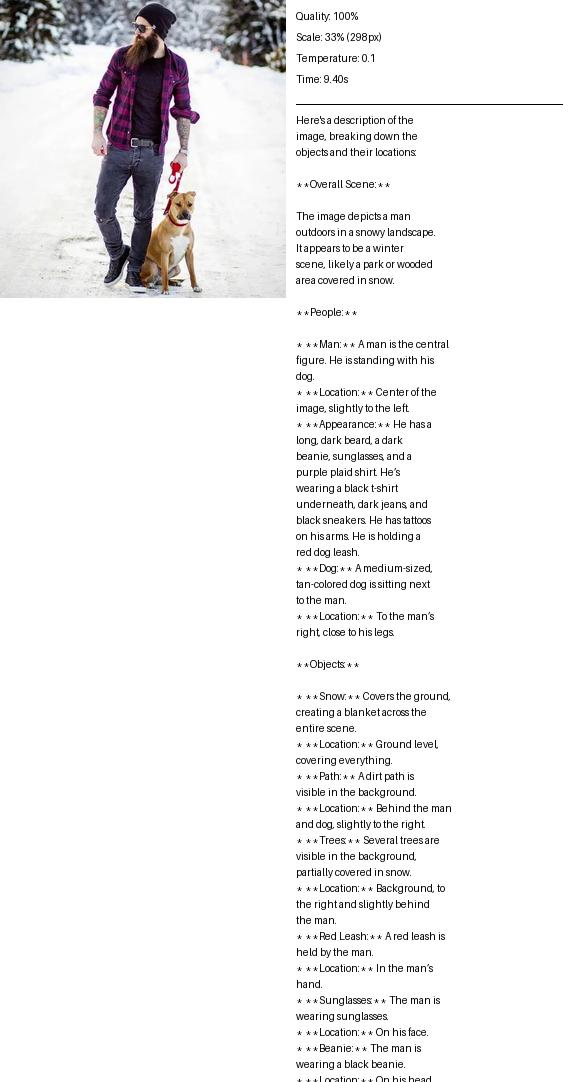 Quality: 100%
Scale: 33% (298px)
Temperature: 0.1
Time: 9.40s
Here's a description of the
image, breaking down the
objects and their locations:
**Overall Scene:**
The image depicts a man
outdoors in a snowy landscape.
It appears to be a winter
scene, likely a park or wooded
area covered in snow.
**People:**
* **Man:** A man is the central
figure. He is standing with his
dog.
* **Location:** Center of the
image, slightly to the left.
* **Appearance:** He has a
long, dark beard, a dark
beanie, sunglasses, and a
purple plaid shirt. He's
wearing a black t-shirt
underneath, dark jeans, and
black sneakers. He has tattoos
on his arms. He is holding a
red dog leash.
* **Dog:** A medium-sized,
tan-colored dog is sitting next
to the man.
* **Location:** To the man's
right, close to his legs.
**Objects:**
* **Snow:** Covers the ground,
creating a blanket across the
entire scene.
* **Location:** Ground level,
covering everything.
* **Path:** A dirt path is
visible in the background.
* **Location:** Behind the man
and dog, slightly to the right.
* **Trees:** Several trees are
visible in the background,
partially covered in snow.
* **Location:** Background, to
the right and slightly behind
the man.
* **Red Leash:** A red leash is
held by the man.
* **Location:** In the man's
hand.
* **Sunglasses:** The man is
wearing sunglasses.
* **Location:** On his face.
* **Beanie:** The man is
wearing a black beanie.
* **Location:** On his head